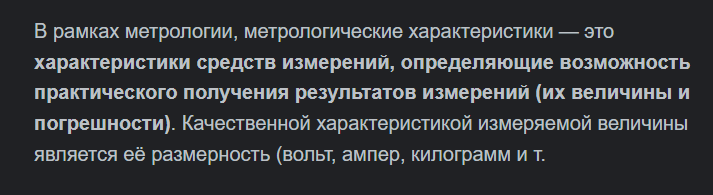 В рамках метрологии, метрологические характеристики — это
характеристики средств измерений, определяющие возможность
практического получения результатов измерений (их величины и
погрешности). Качественной характеристикой измеряемой величины
является её размерность (вольт, ампер, килограмм и т.